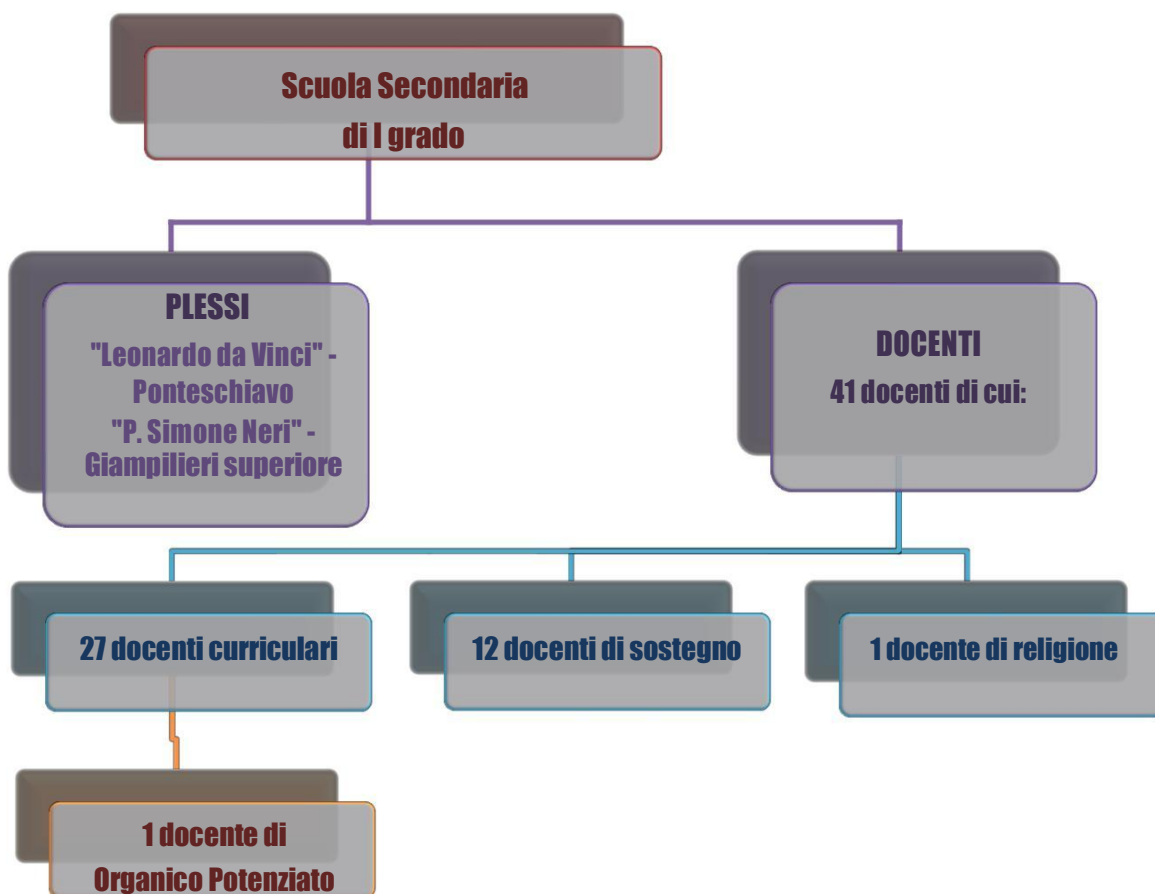 Scuola Secondaria
di I grado
PLESSI
"Leonardo da Vinci" -
Ponteschiavo
"P. Simone Neri" -
Giampilieri superiore
DOCENTI
41 docenti di cui:
27 docenti curriculari
12 docenti di sostegno
1 docente di religione
1 docente di
Organico Potenziato